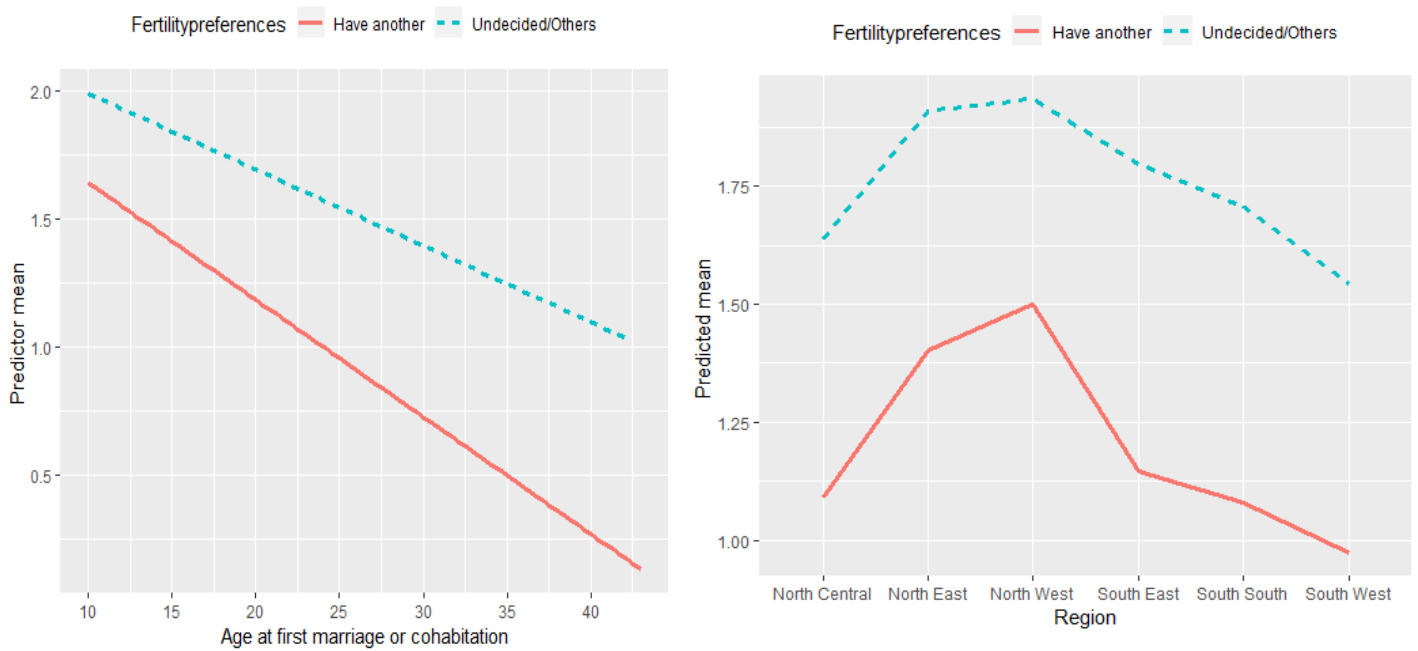 Fertilitypreferences Have another Undecided/Others
2.0
1.5
1.0
0.5
Predictor mean
10 15 20 25 30 35 40
Age at first marriage or cohabitation
Fertilitypreferences Have another Undecided/Others
1.75
1.50
1.25
1.00
Predicted mean
North Central North East North West South East South South South West
Region